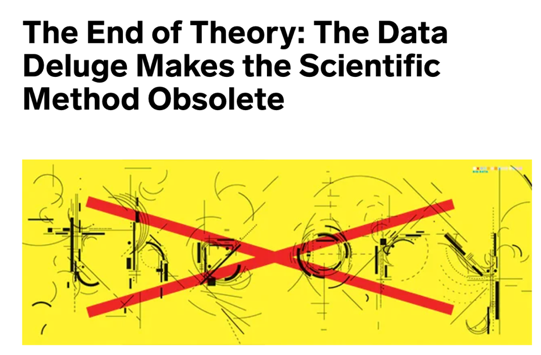 The End of Theory: The Data
Deluge Makes the Scientific
Method Obsolete
theory